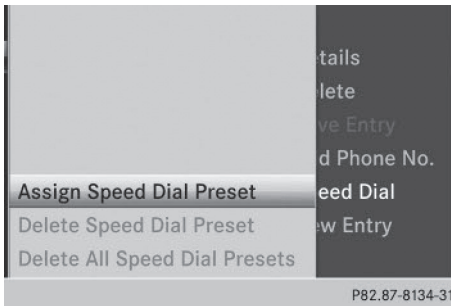 tails
lete
ve Entry
d Phone No.
Assign Speed Dial Preset
eed Dial
Delete Speed Dial Preset
ew Entry
Delete All Speed Dial Presets
P82.87-8134-31